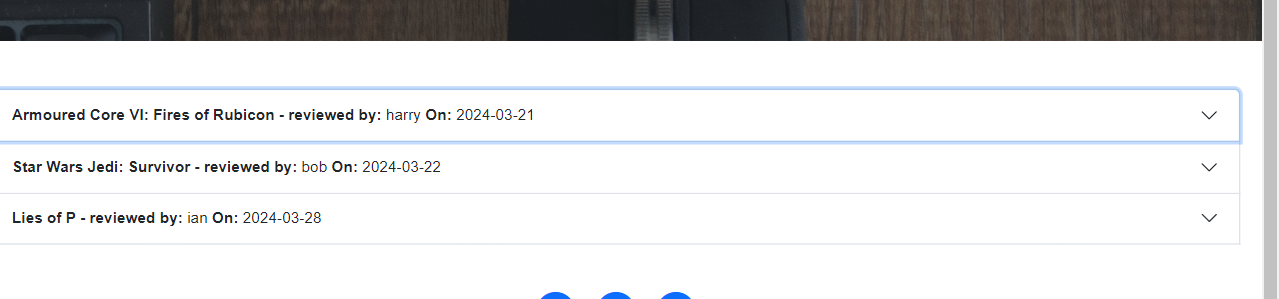 Armoured Core VI: Fires of Rubicon - reviewed by: harry On: 2024-03-21
Star Wars Jedi: Survivor - reviewed by: bob On: 2024-03-22
Lies of P - reviewed by: ian On: 2024-03-28